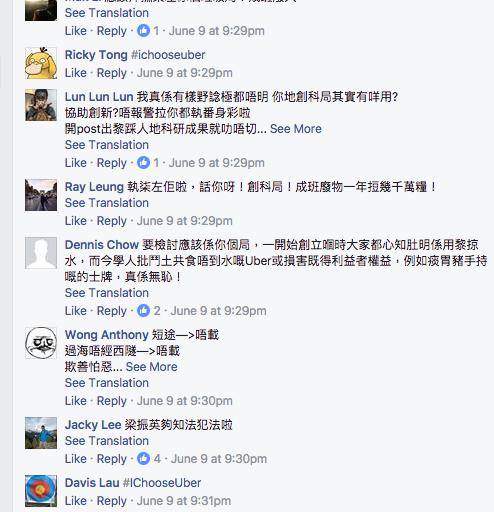 See Translation
Like · Reply · 1 · June 9 at 9:29pm
Ricky Tong #ichooseuber
Like · Reply · June 9 at 9:29pm
Lun Lun Lun 我真係有樣野諗極都唔明 你地創科局其實有咩用?
協助創新?唔報警拉你都執番身彩啦
開post出黎踩人地科研成果就叻唔切... See More
See Translation
Like · Reply · 1 · June 9 at 9:29pm
Ray Leung 執柒左佢啦，話你呀！創科局！成班廢物一年掟幾千萬糧！
See Translation
Like · Reply · June 9 at 9:29pm
Dennis Chow 要檢討應該係你個局，一開始創立嗰時大家都心知肚明係用黎掠
水，而今學人批鬥土共食唔到水嘅Uber或損害既得利益者權益，例如痰胃豬手持
嘅的士牌，真係無恥！
See Translation
Like · Reply · 2 · June 9 at 9:29pm
Wong Anthony 短途—>唔載
過海唔經西隧—>唔載
欺善怕惡... See More
See Translation
Like · Reply · June 9 at 9:30pm
Jacky Lee 梁振英夠知法犯法啦
See Translation
Like · Reply · 4 · June 9 at 9:30pm
Davis Lau #IChooseUber
Like · Reply · June 9 at 9:31pm